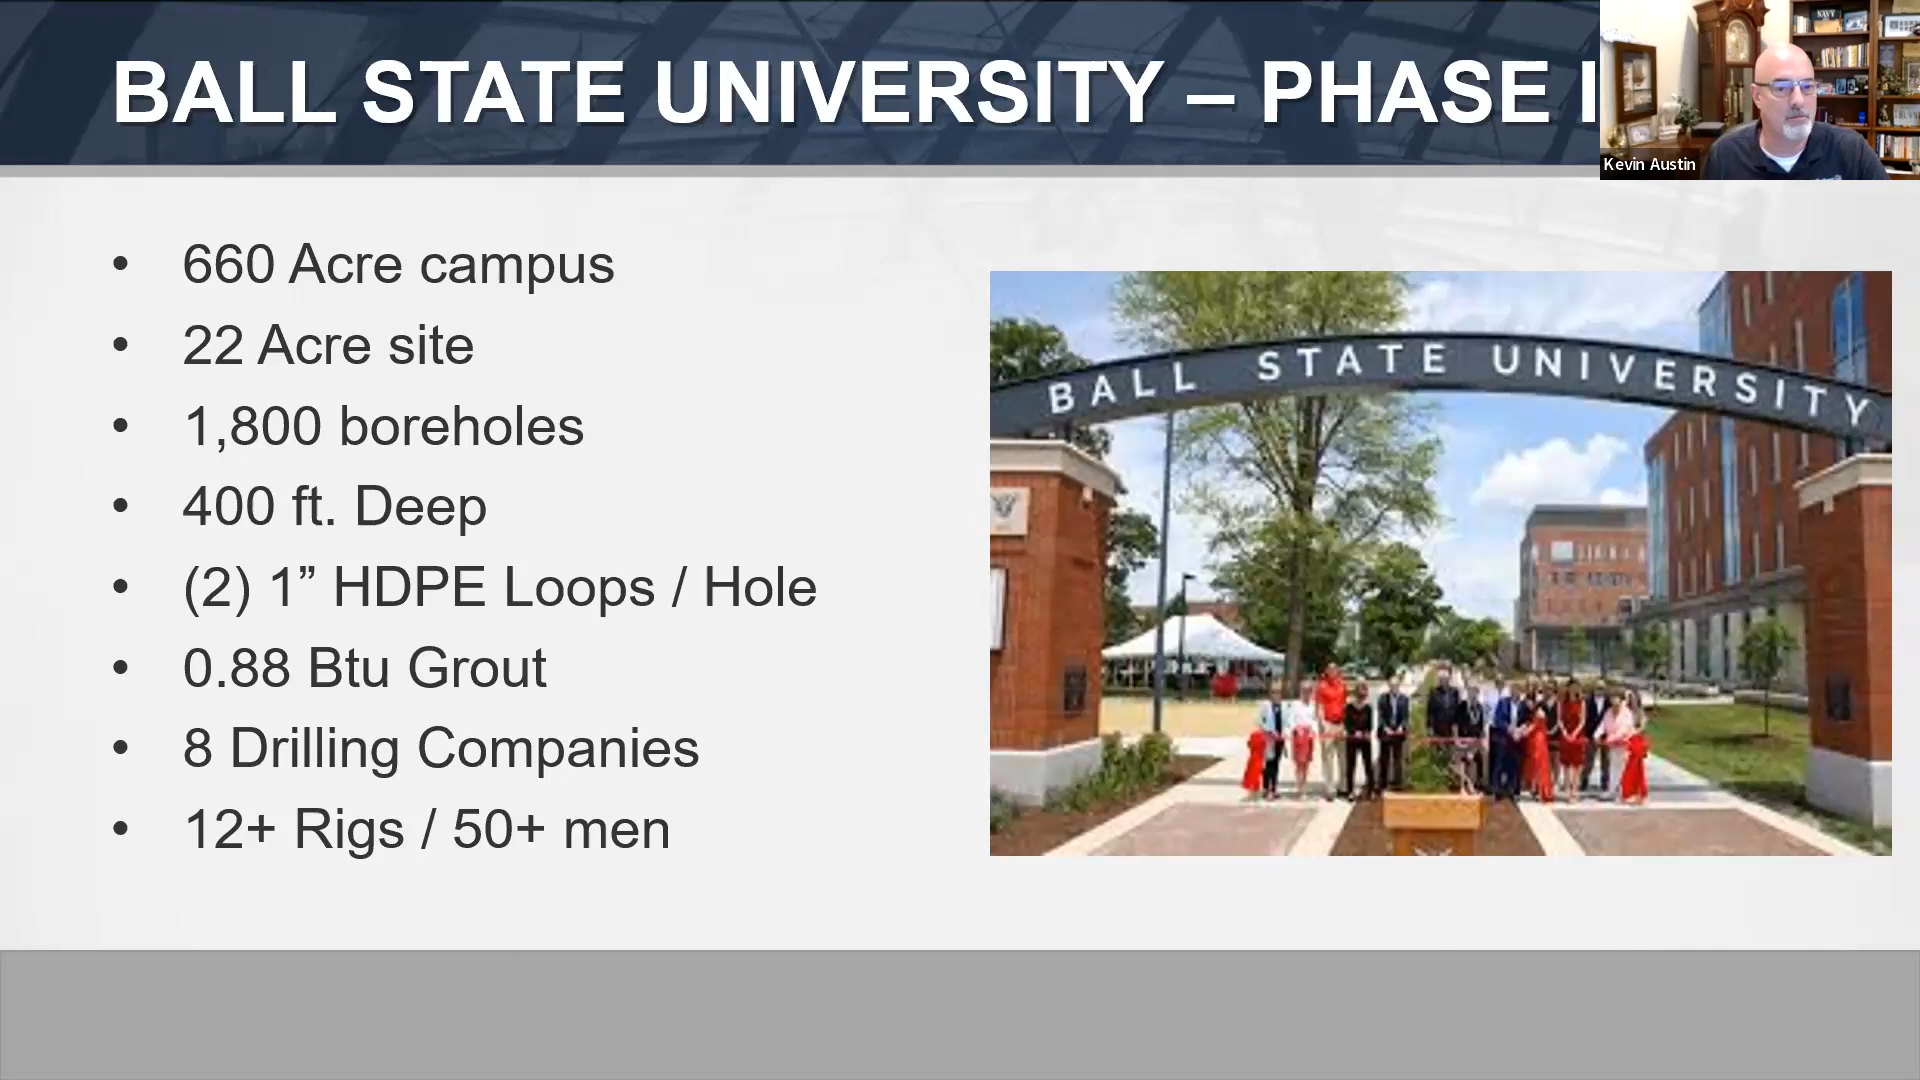 BALL STATE UNIVERSITY – PHASE I
NAVY
Kevin Austin
• 660 Acre campus
• 22 Acre site
• 1,800 boreholes
• 400 ft. Deep
• (2) 1” HDPE Loops / Hole
• 0.88 Btu Grout
• 8 Drilling Companies
• 12+ Rigs / 50+ men
BALL STATE UNIVERSITY